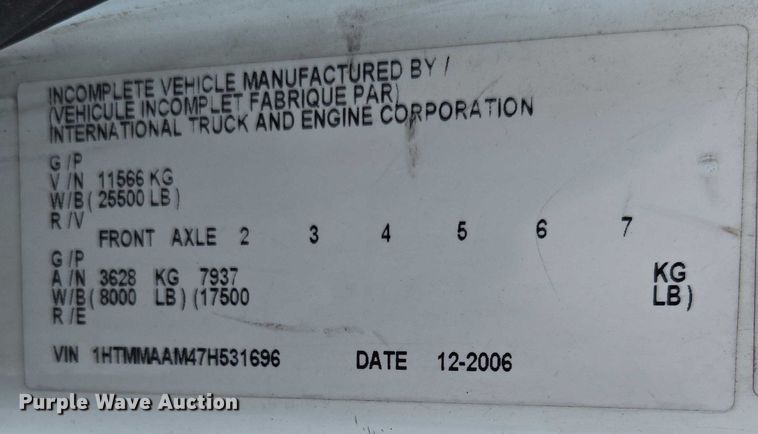 INCOMPLETE VEHICLE MANUFACTURED BY /
(VEHICULE INCOMPLET FABRIQUE PAR)
INTERNATIONAL TRUCK AND ENGINE CORPORATION
G /P
V /N 11566 KG
W/B( 25500 LB)
R /V
FRONT AXLE 2 3 4 5 6 7
G /P
A /N 3628 KG 7937 KG
W/B( 8000 LB) (17500 LB)
R /E
VIN 1HTMMAAM47H531696 DATE 12-2006
Purple Wave Auction